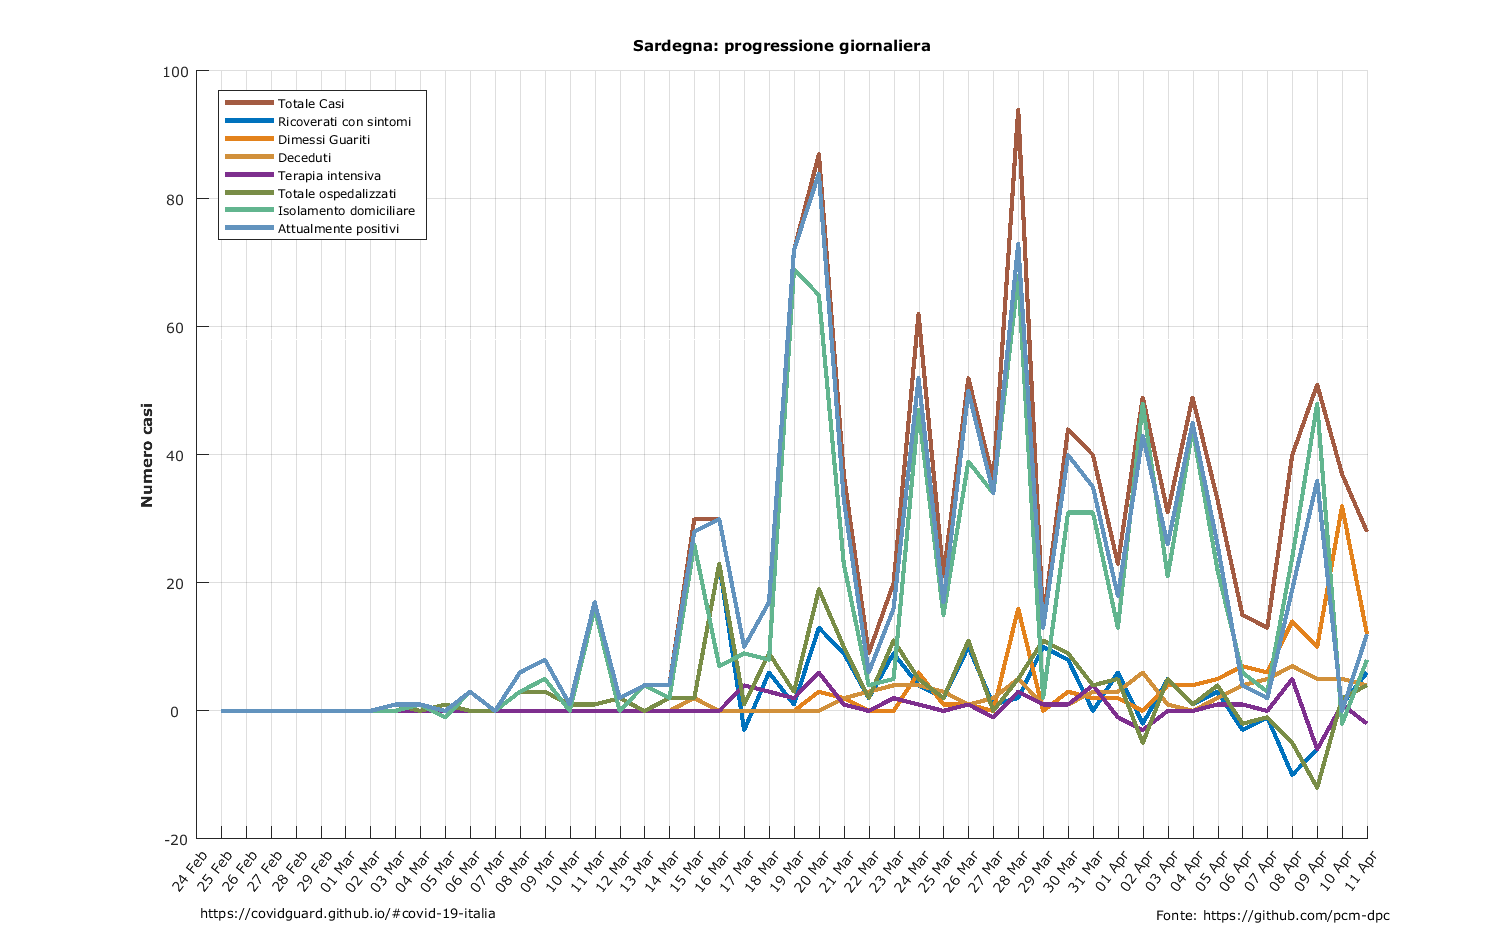 Sardegna: progressione giornaliera
100
80
60
40
20
0
-20
Numero casi
Totale Casi
Ricoverati con sintomi
Dimessi Guariti
Deceduti
Terapia intensiva
Totale ospedalizzati
Isolamento domiciliare
Attualmente positivi
24 Feb
25 Feb
26 Feb
27 Feb
28 Feb
29 Feb
01 Mar
02 Mar
03 Mar
04 Mar
05 Mar
06 Mar
07 Mar
08 Mar
09 Mar
10 Mar
11 Mar
12 Mar
13 Mar
14 Mar
15 Mar
16 Mar
17 Mar
18 Mar
19 Mar
20 Mar
21 Mar
22 Mar
23 Mar
24 Mar
25 Mar
26 Mar
27 Mar
28 Mar
29 Mar
30 Mar
31 Mar
01 Apr
02 Apr
03 Apr
04 Apr
05 Apr
06 Apr
07 Apr
08 Apr
09 Apr
10 Apr
11 Apr
https://covidguard.github.io/#covid-19-italia
Fonte: https://github.com/pcm-dpc